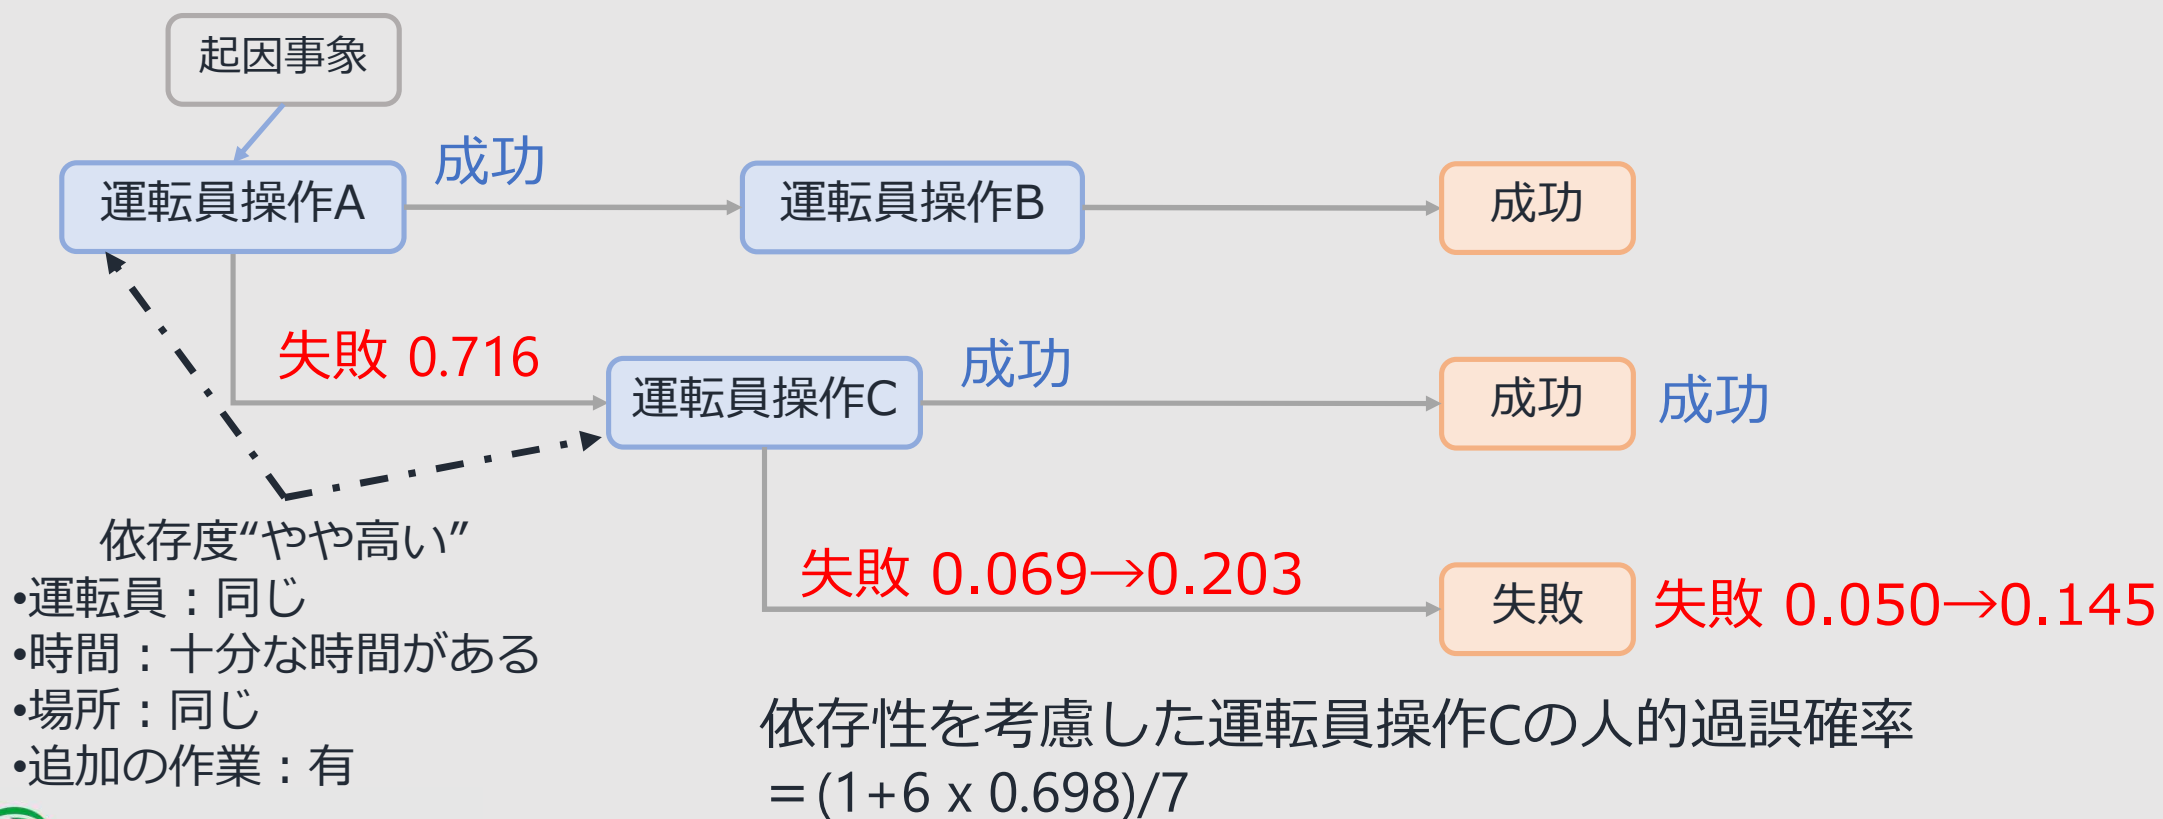 起因事象
運転員操作A
成功
運転員操作B
成功
失敗 0.716
運転員操作C
成功
成功
成功
失敗 0.069→0.203
失敗
失敗 0.050→0.145
依存度“やや高い”
•運転員：同じ
•時間：十分な時間がある
•場所：同じ
•追加の作業：有
依存性を考慮した運転員操作Cの人的過誤確率
＝(1+6 x 0.698)/7